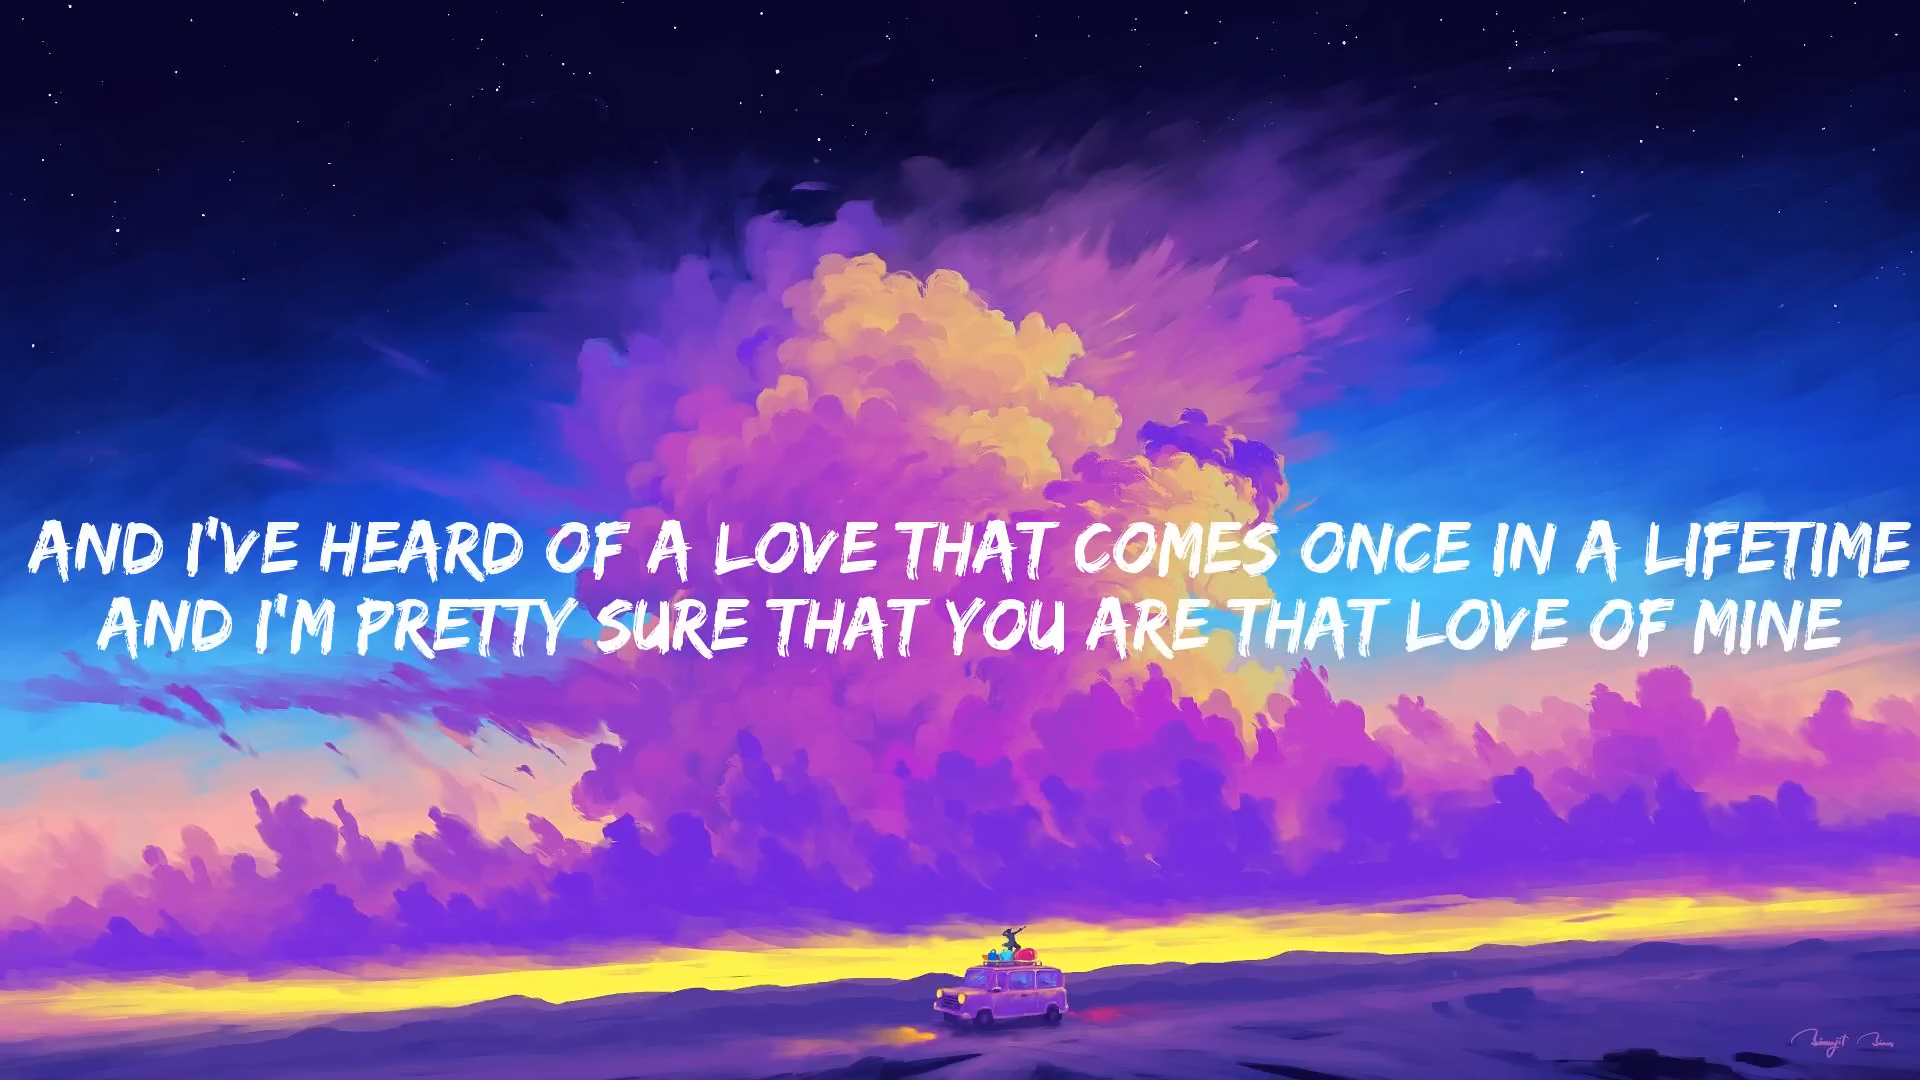 AND I'VE HEARD OF A LOVE THAT COMES ONCE IN A LIFETIME
AND I'M PRETTY SURE THAT YOU ARE THAT LOVE OF MINE